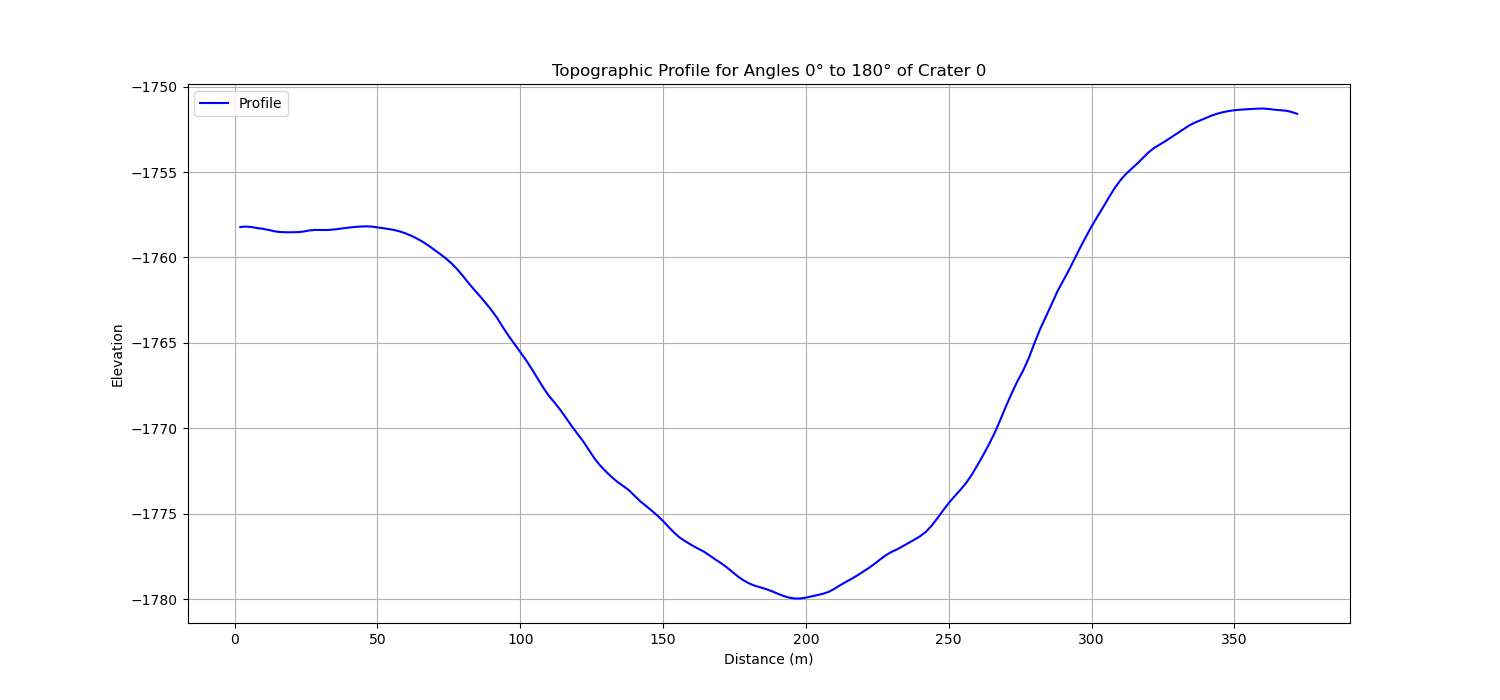 Topographic Profile for Angles 0° to 180° of Crater 0
Profile
−1750
−1755
−1760
−1765
−1770
−1775
−1780
Elevation
0 50 100 150 200 250 300 350
Distance (m)